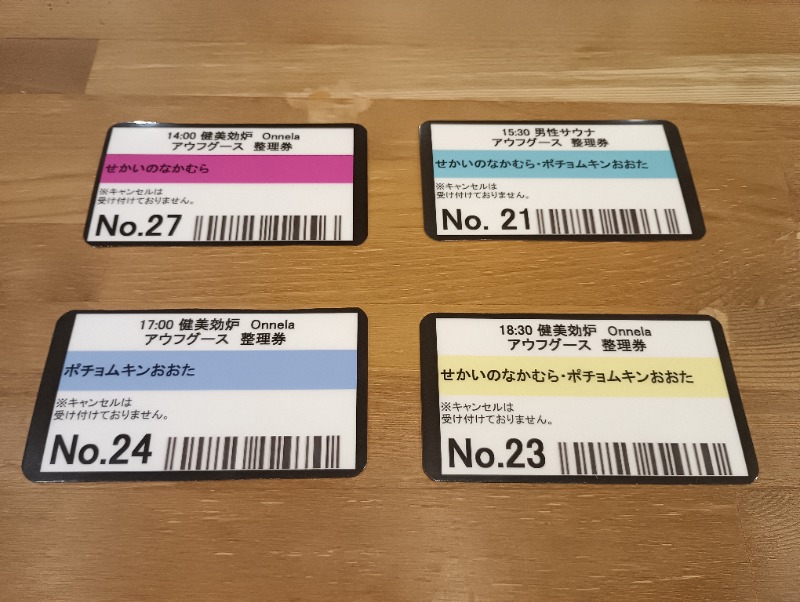 14:00 健美効炉 Onnela
アウフグース 整理券
せかいのなかむら
※キャンセルは
受け付けておりません。
No.27
15:30 男性サウナ
アウフグース 整理券
せかいのなかむら・ポチョムキンおおた
※キャンセルは
受け付けておりません。
No. 21
17:00 健美効炉 Onnela
アウフグース 整理券
ポチョムキンおおた
※キャンセルは
受け付けておりません。
No.24
18:30 健美効炉 Onnela
アウフグース 整理券
せかいのなかむら・ポチョムキンおおた
※キャンセルは
受け付けておりません。
No.23